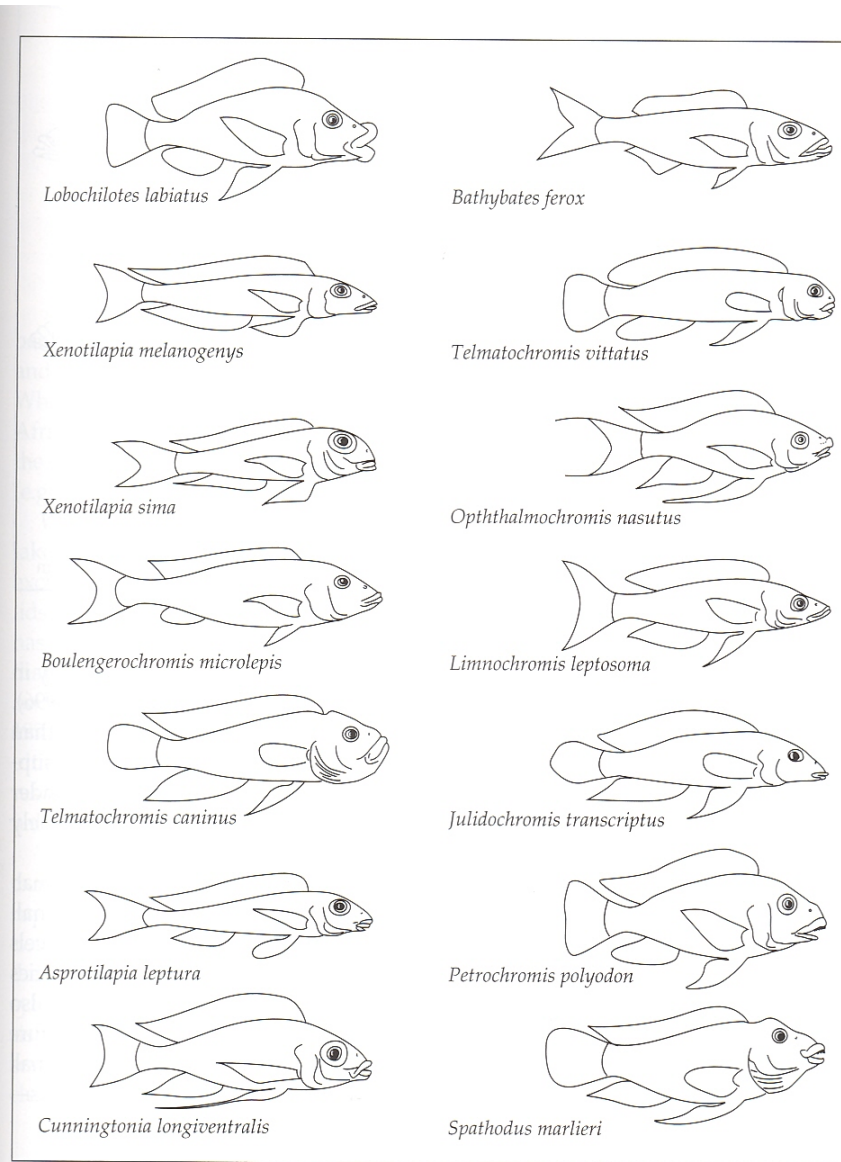 Lobochilotes labiatus
Bathybates ferox
Xenotilapia melanogenys
Telmatochromis vittatus
Xenotilapia sima
Opththalmochromis nasutus
Boulengerochromis microlepis
Limnochromis leptosoma
Telmatochromis caninus
Julidochromis transcriptus
Asprotilapia leptura
Petrochromis polyodon
Cunningtonia longiventralis
Spathodus marlieri